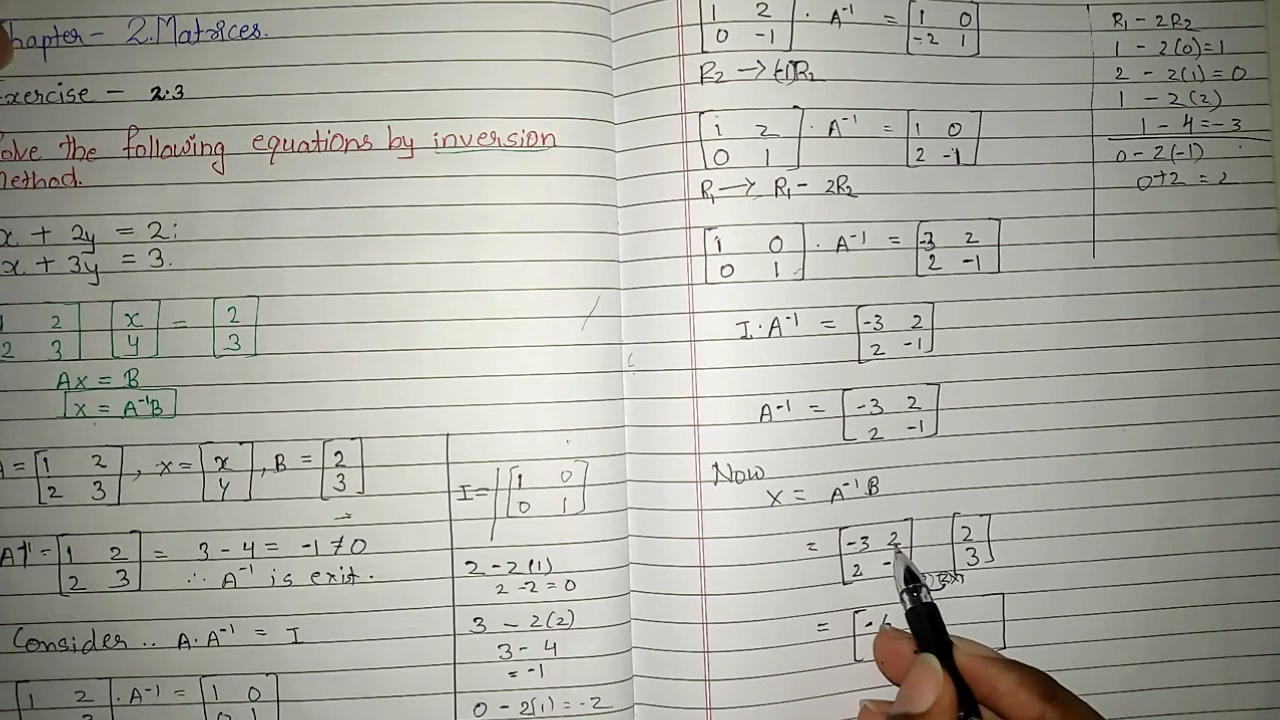 hapter- 2. Matrices.
xercise - 2.3
olve the following equations by inversion
ethod.
x + 2y = 2;
x + 3y = 3.
1 2 x = 2
2 3 y 3
AX = B
X = A⁻¹B
A = [1 2 2 3], X = [x y], B = [2 3]
= 1 2 = 3 - 4 = -1 ≠ 0
2 3 ∴ A⁻¹ is exist.
Consider.. A. A⁻¹ = I
1 2 . A⁻¹ = 1 0
I = 1 0
0 1
2 - 2(1)
2 - 2 = 0
3 - 2(2)
3 - 4
= -1
0 - 2(1) = -2
1 2 . A⁻¹ = 1 0
0 -1 -2 1
R₂ → (-1)R₂
1 2 . A⁻¹ = 1 0
0 1 2 -1
R₁ → R₁ - 2R₂
1 0 . A⁻¹ = -3 2
0 1 2 -1
I . A⁻¹ = -3 2
2 -1
A⁻¹ = -3 2
2 -1
Now
X = A⁻¹B
= -3 2 2
2 - 3
= -6
R₁ - 2R₂
1 - 2(0) = 1
2 - 2(1) = 0
1 - 2(2)
1 - 4 = -3
0 - 2(-1)
0 + 2 = 2